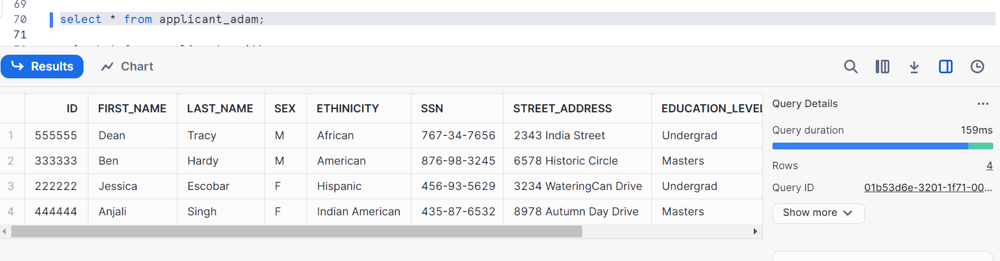 69
70 select * from applicant_adam;
71
Results Chart
ID FIRST_NAME LAST_NAME SEX ETHINICITY SSN STREET_ADDRESS EDUCATION_LEVEL
1 555555 Dean Tracy M African 767-34-7656 2343 India Street Undergrad
2 333333 Ben Hardy M American 876-98-3245 6578 Historic Circle Masters
3 222222 Jessica Escobar F Hispanic 456-93-5629 3234 WateringCan Drive Undergrad
4 444444 Anjali Singh F Indian American 435-87-6532 8978 Autumn Day Drive Masters
Query Details ...
Query duration 159ms
Rows 4
Query ID 01b53d6e-3201-1f71-00...
Show more